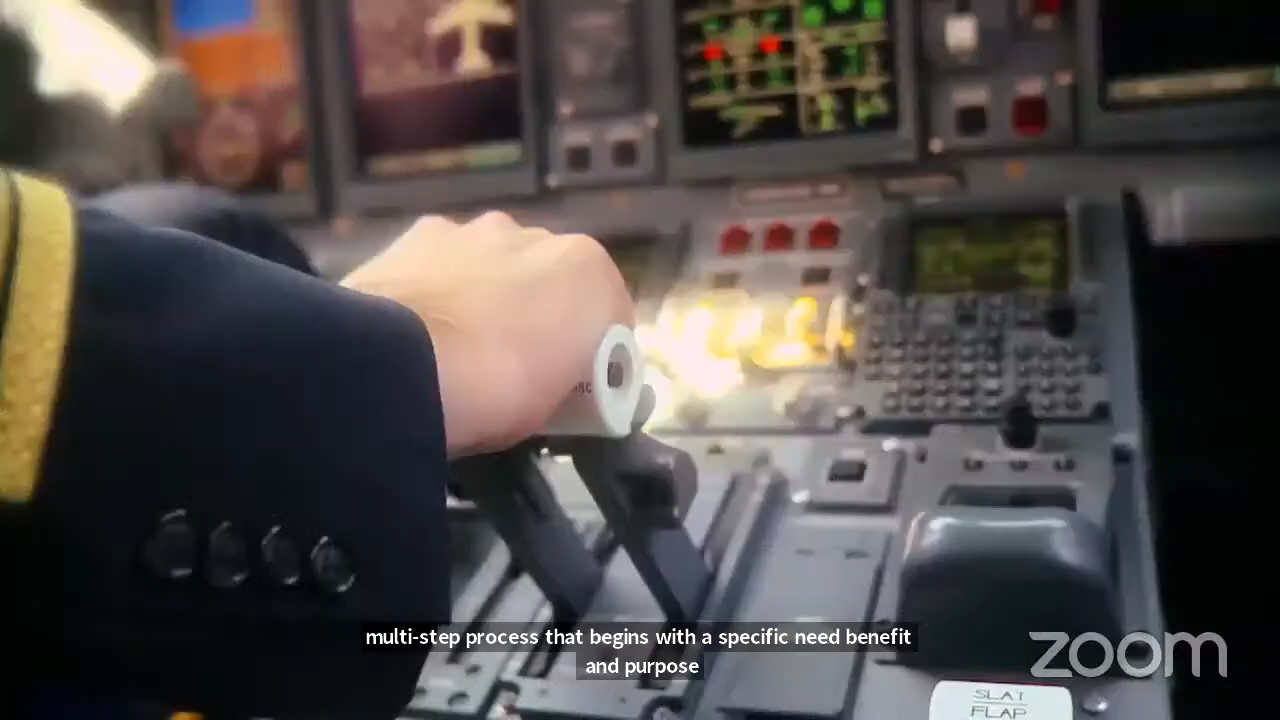 multi-step process that begins with a specific need benefit
and purpose
zoom
SLAT
FLAP